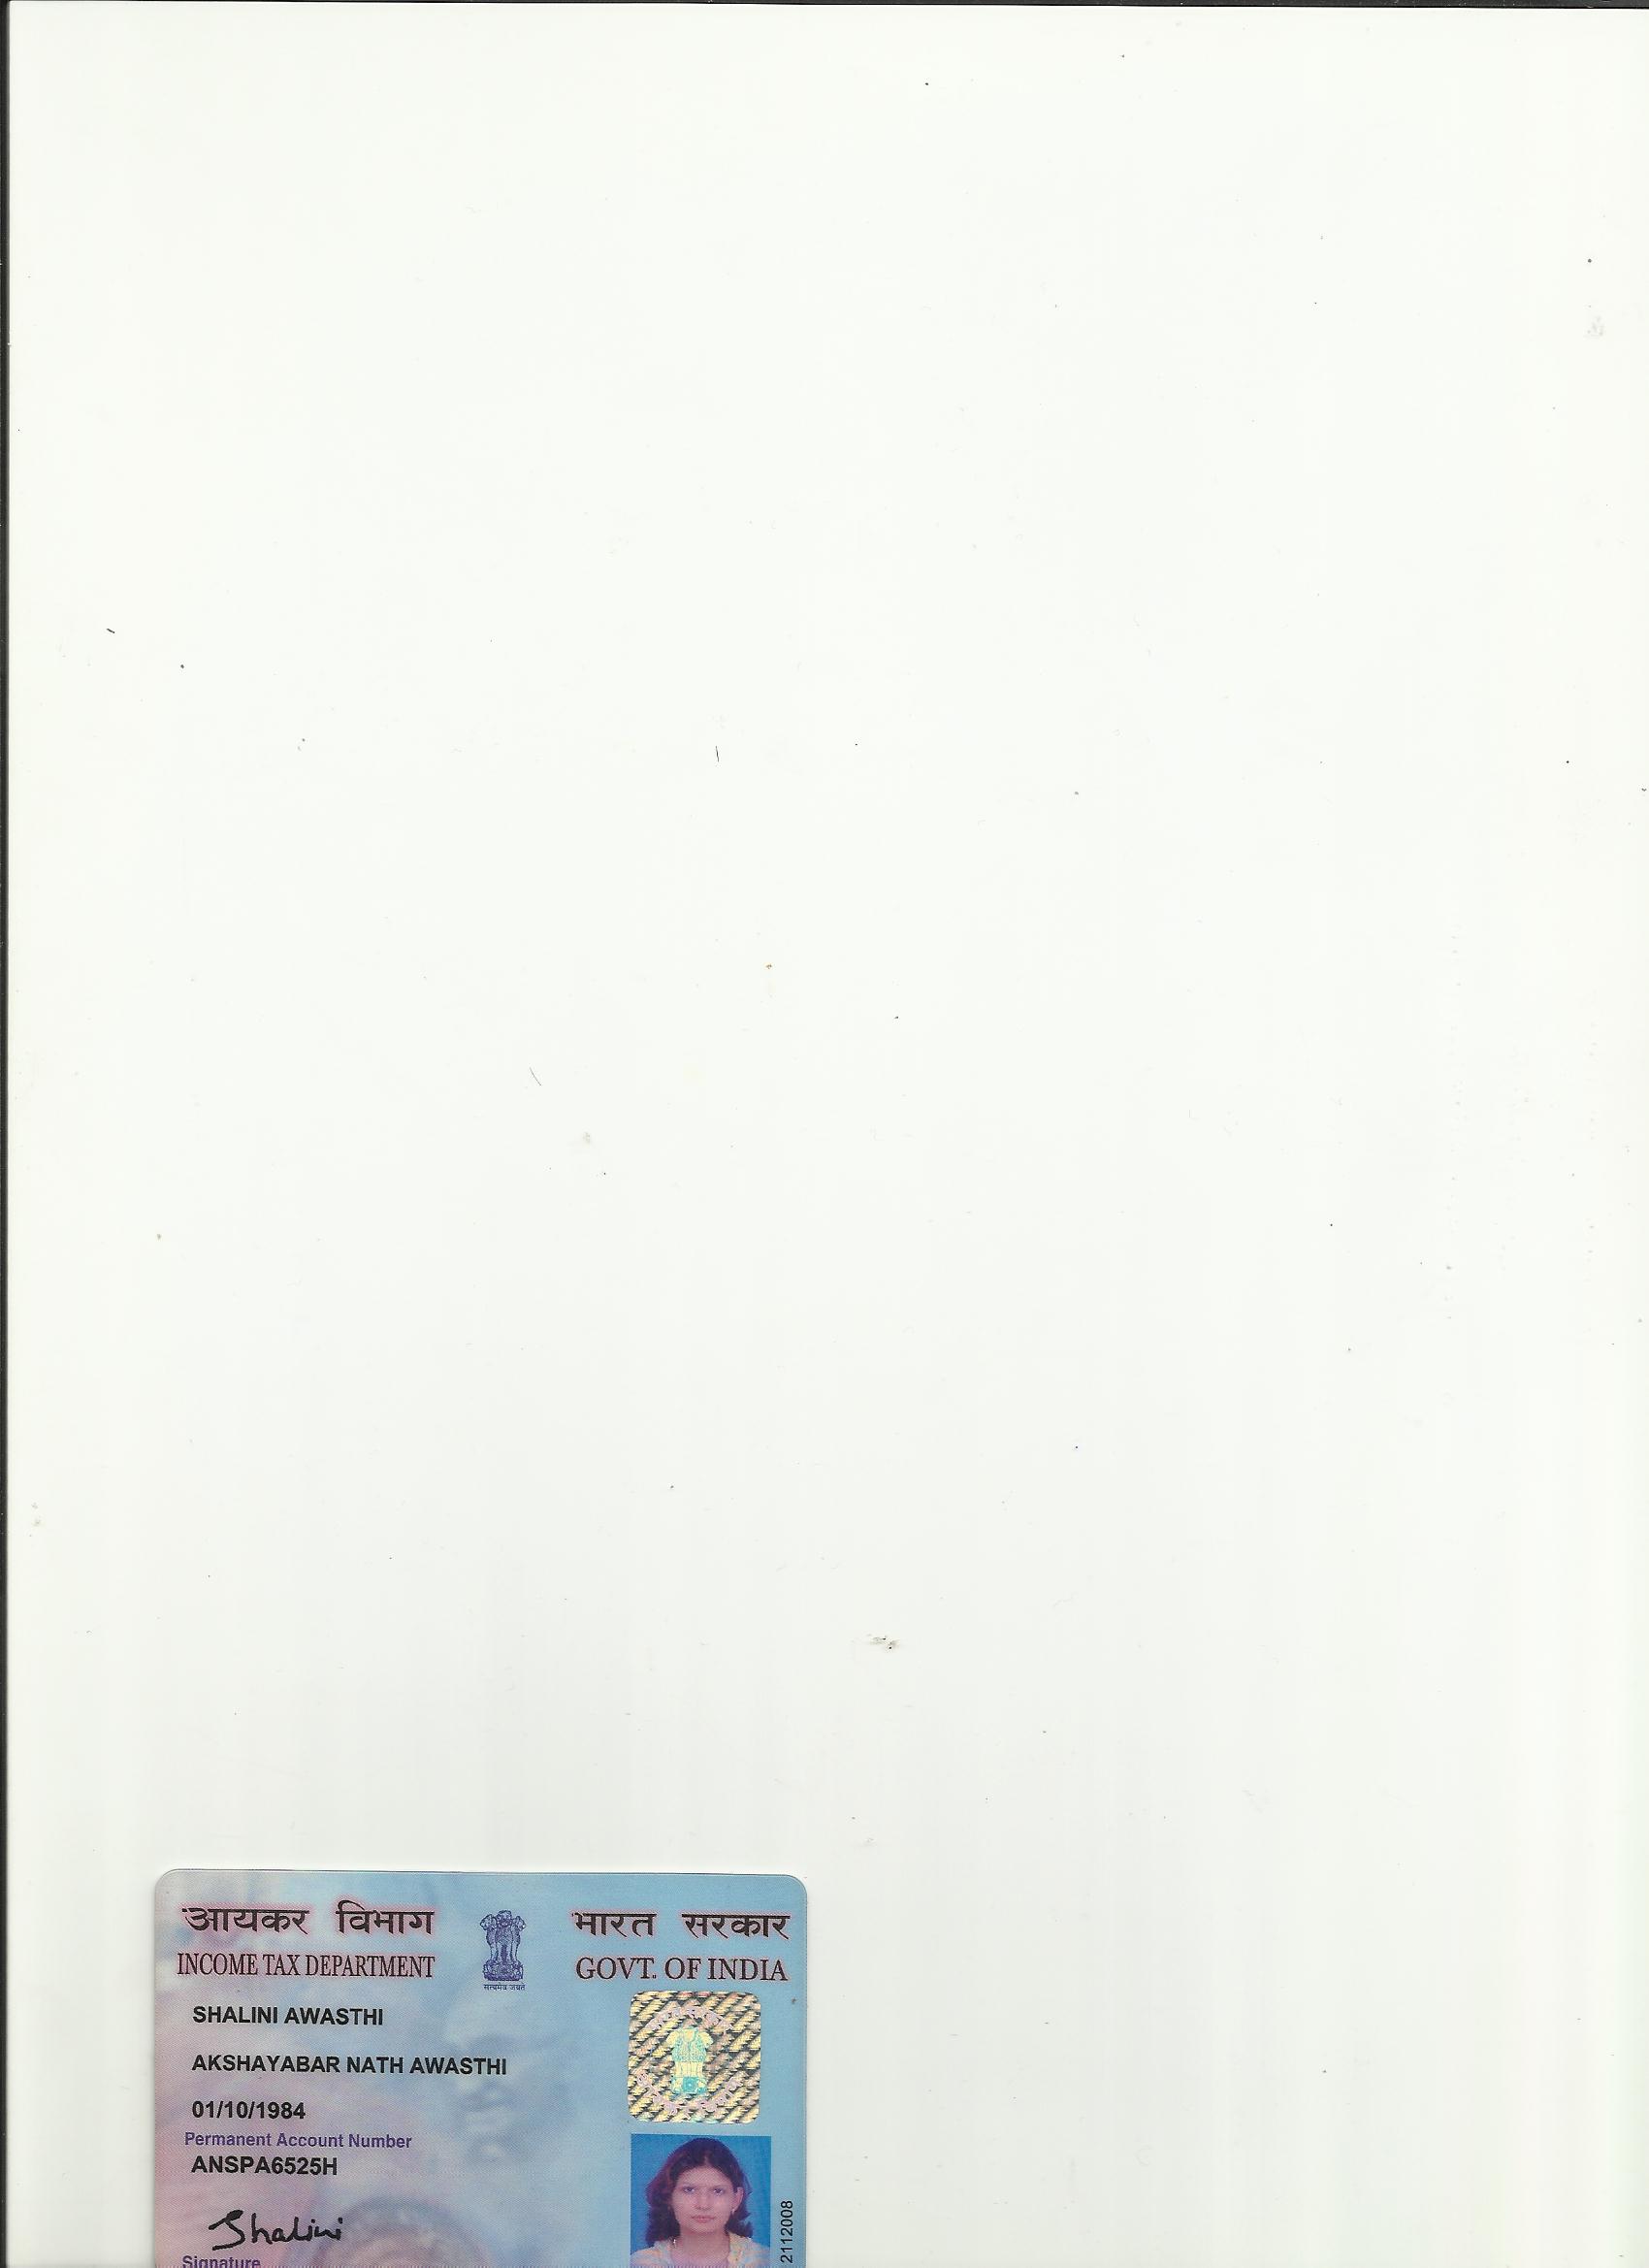 आयकर विभाग
INCOME TAX DEPARTMENT
भारत सरकार
GOVT. OF INDIA
सत्यमेव जयते
SHALINI AWASTHI
AKSHAYABAR NATH AWASTHI
01/10/1984
Permanent Account Number
ANSPA6525H
Shalini
Signature
2112008